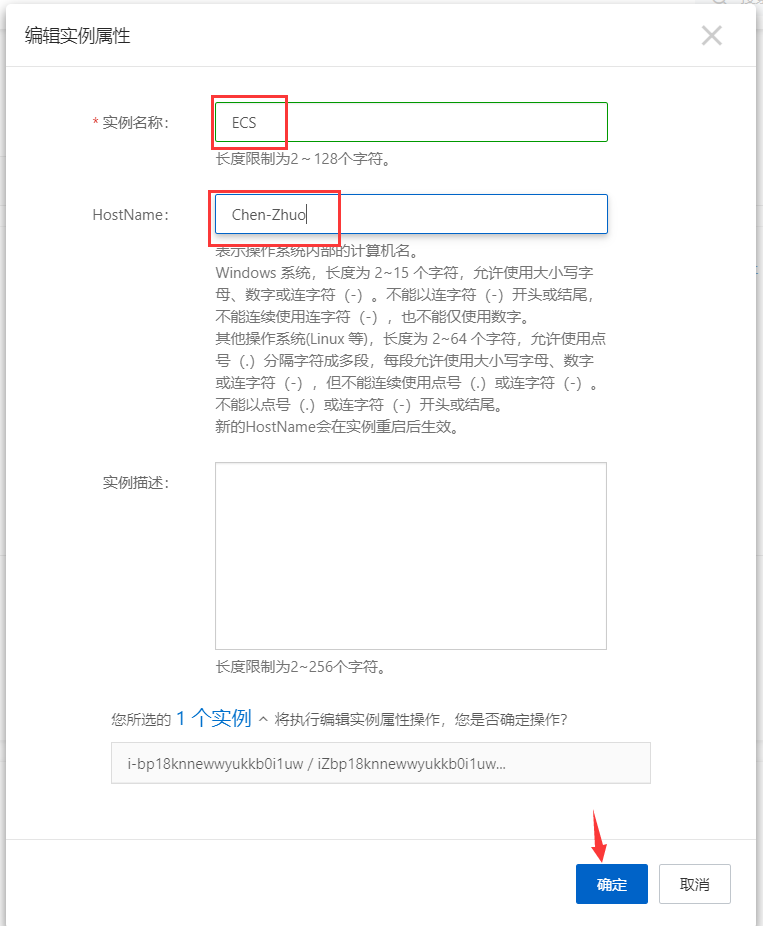 编辑实例属性
* 实例名称：
ECS
长度限制为2～128个字符。
HostName：
Chen-Zhuo
表示操作系统内部的计算机名。
Windows 系统，长度为 2~15 个字符，允许使用大小写字
母、数字或连字符（-）。不能以连字符（-）开头或结尾，
不能连续使用连字符（-），也不能仅使用数字。
其他操作系统(Linux 等)，长度为 2~64 个字符，允许使用点
号（.）分隔字符成多段，每段允许使用大小写字母、数字
或连字符（-），但不能连续使用点号（.）或连字符（-）。
不能以点号（.）或连字符（-）开头或结尾。
新的HostName会在实例重启后生效。
实例描述：
长度限制为2~256个字符。
您所选的 1 个实例 将执行编辑实例属性操作，您是否确定操作？
i-bp18knnewwyukkb0i1uw / iZbp18knnewwyukkb0i1uw...
确定
取消